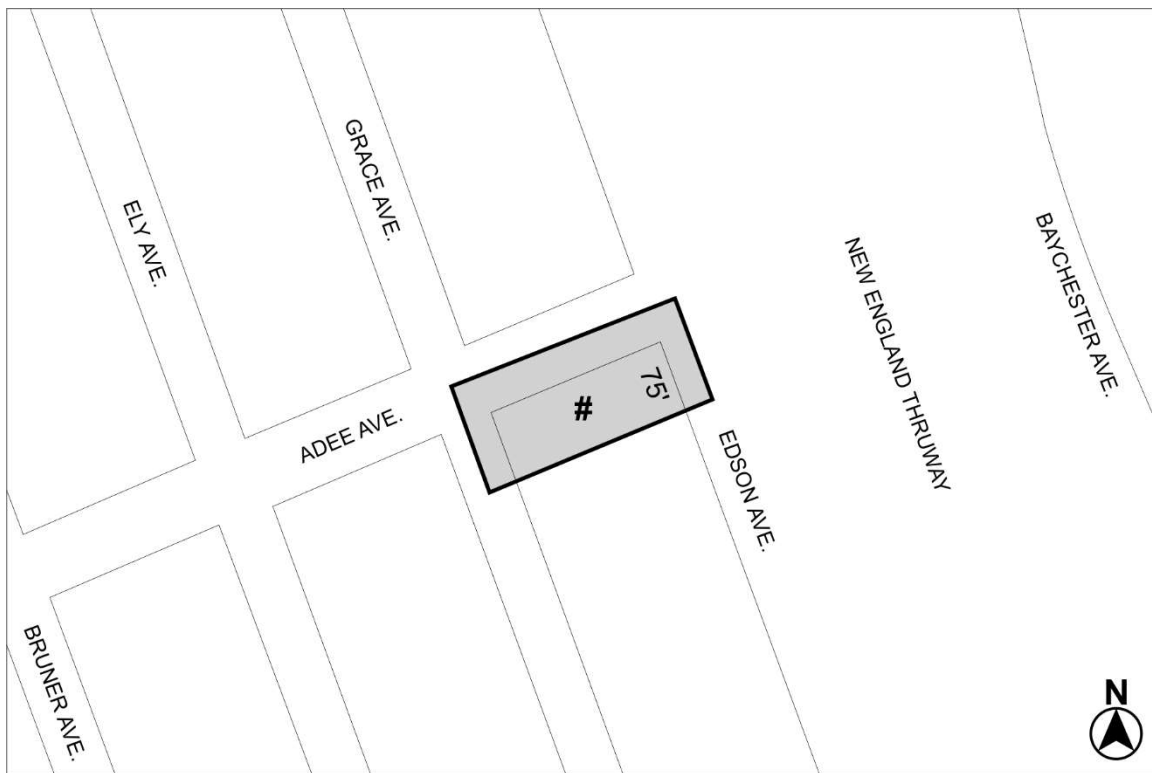 GRACE AVE.
ELY AVE.
BAYCHESTER AVE.
NEW ENGLAND THRUWAY
75'
#
ADEE AVE.
EDSON AVE.
BRUNER AVE.
N